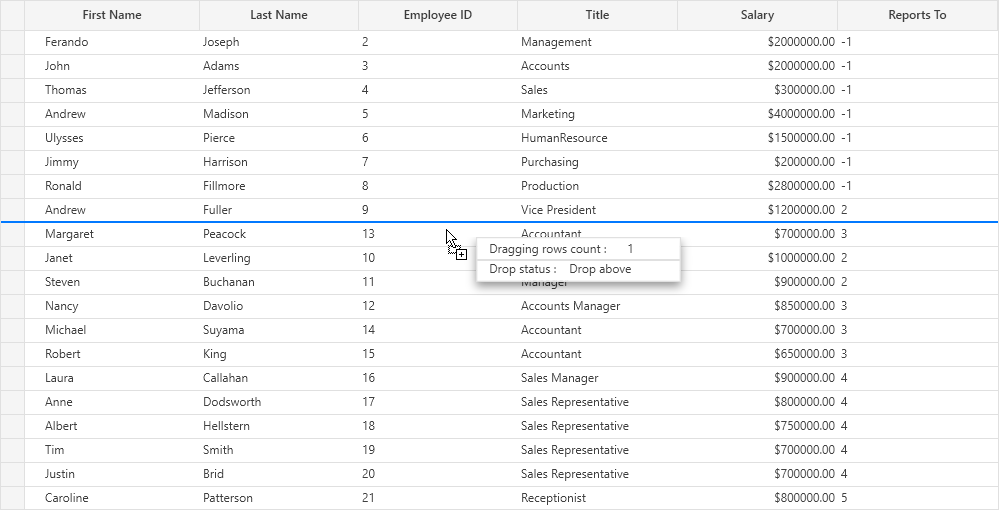 First Name Last Name Employee ID Title Salary Reports To
Ferando Joseph 2 Management $2000000.00 -1
John Adams 3 Accounts $2000000.00 -1
Thomas Jefferson 4 Sales $300000.00 -1
Andrew Madison 5 Marketing $4000000.00 -1
Ulysses Pierce 6 HumanResource $1500000.00 -1
Jimmy Harrison 7 Purchasing $200000.00 -1
Ronald Fillmore 8 Production $2800000.00 -1
Andrew Fuller 9 Vice President $1200000.00 2
Margaret Peacock 13 Accountant $700000.00 3
Dragging rows count : 1
Janet Leverling 10 $1000000.00 2
Drop status : Drop above
Steven Buchanan 11 Manager $900000.00 2
Nancy Davolio 12 Accounts Manager $850000.00 3
Michael Suyama 14 Accountant $700000.00 3
Robert King 15 Accountant $650000.00 3
Laura Callahan 16 Sales Manager $900000.00 4
Anne Dodsworth 17 Sales Representative $800000.00 4
Albert Hellstern 18 Sales Representative $750000.00 4
Tim Smith 19 Sales Representative $700000.00 4
Justin Brid 20 Sales Representative $700000.00 4
Caroline Patterson 21 Receptionist $800000.00 5